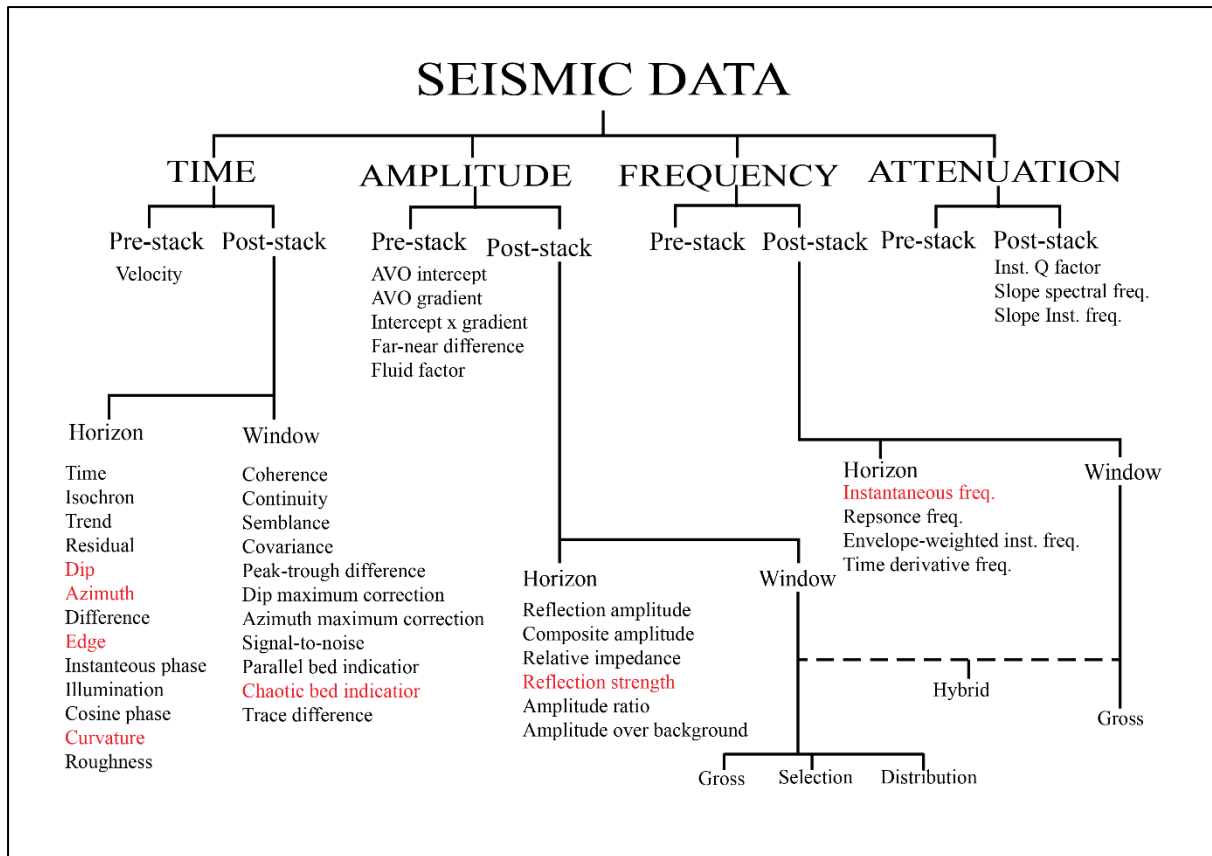 SEISMIC DATA
TIME
AMPLITUDE
FREQUENCY
ATTENUATION
Pre-stack
Post-stack
Velocity
Horizon
Time
Isochron
Trend
Residual
Dip
Azimuth
Difference
Edge
Instanteous phase
Illumination
Cosine phase
Curvature
Roughness
Window
Coherence
Continuity
Semblance
Covariance
Peak-trough difference
Dip maximum correction
Azimuth maximum correction
Signal-to-noise
Parallel bed indicatior
Chaotic bed indicatior
Trace difference
Pre-stack
AVO intercept
AVO gradient
Intercept x gradient
Far-near difference
Fluid factor
Post-stack
Horizon
Reflection amplitude
Composite amplitude
Relative impedance
Reflection strength
Amplitude ratio
Amplitude over background
Window
Gross
Selection
Distribution
Hybrid
Pre-stack
Post-stack
Horizon
Instantaneous freq.
Repsonce freq.
Envelope-weighted inst. freq.
Time derivative freq.
Window
Gross
Pre-stack
Post-stack
Inst. Q factor
Slope spectral freq.
Slope Inst. freq.